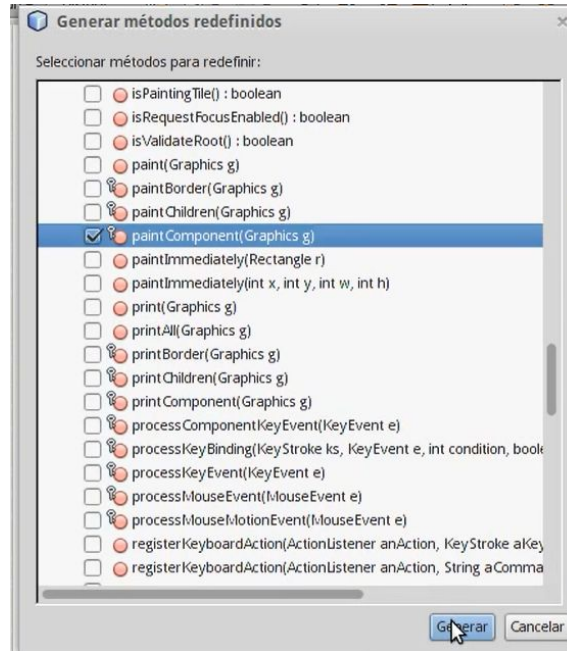 Generar métodos redefinidos
Seleccionar métodos para redefinir:
isPaintingTile() : boolean
isRequestFocusEnabled() : boolean
isValidateRoot() : boolean
paint(Graphics g)
paintBorder(Graphics g)
paintChildren(Graphics g)
paintComponent(Graphics g)
paintImmediately(Rectangle r)
paintImmediately(int x, int y, int w, int h)
print(Graphics g)
printAll(Graphics g)
printBorder(Graphics g)
printChildren(Graphics g)
printComponent(Graphics g)
processComponentKeyEvent(KeyEvent e)
processKeyBinding(KeyStroke ks, KeyEvent e, int condition, boole
processKeyEvent(KeyEvent e)
processMouseEvent(MouseEvent e)
processMouseMotionEvent(MouseEvent e)
registerKeyboardAction(ActionListener anAction, KeyStroke aKey
registerKeyboardAction(ActionListener anAction, String aComma
Generar Cancelar